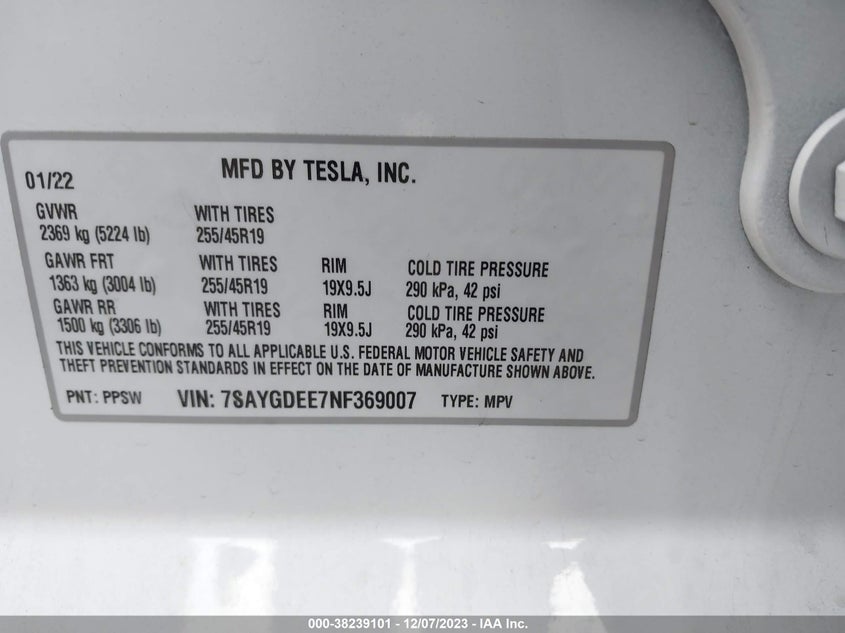 MFD BY TESLA, INC.
01/22
GVWR WITH TIRES
2369 kg (5224 lb) 255/45R19
GAWR FRT WITH TIRES RIM COLD TIRE PRESSURE
1363 kg (3004 lb) 255/45R19 19X9.5J 290 kPa, 42 psi
GAWR RR WITH TIRES RIM COLD TIRE PRESSURE
1500 kg (3306 lb) 255/45R19 19X9.5J 290 kPa, 42 psi
THIS VEHICLE CONFORMS TO ALL APPLICABLE U.S. FEDERAL MOTOR VEHICLE SAFETY AND
THEFT PREVENTION STANDARDS IN EFFECT ON THE DATE OF MANUFACTURE SHOWN ABOVE.
PNT: PPSW VIN: 7SAYGDEE7NF369007 TYPE: MPV
000-38239101 - 12/07/2023 - IAA Inc.